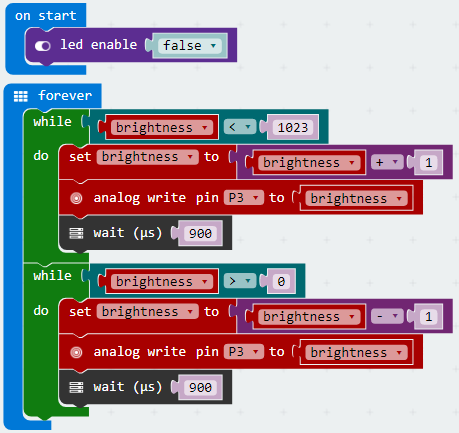 on start
led enable false
forever
while brightness < 1023
do set brightness to brightness + 1
analog write pin P3 to brightness
wait (µs) 900
while brightness > 0
do set brightness to brightness - 1
analog write pin P3 to brightness
wait (µs) 900